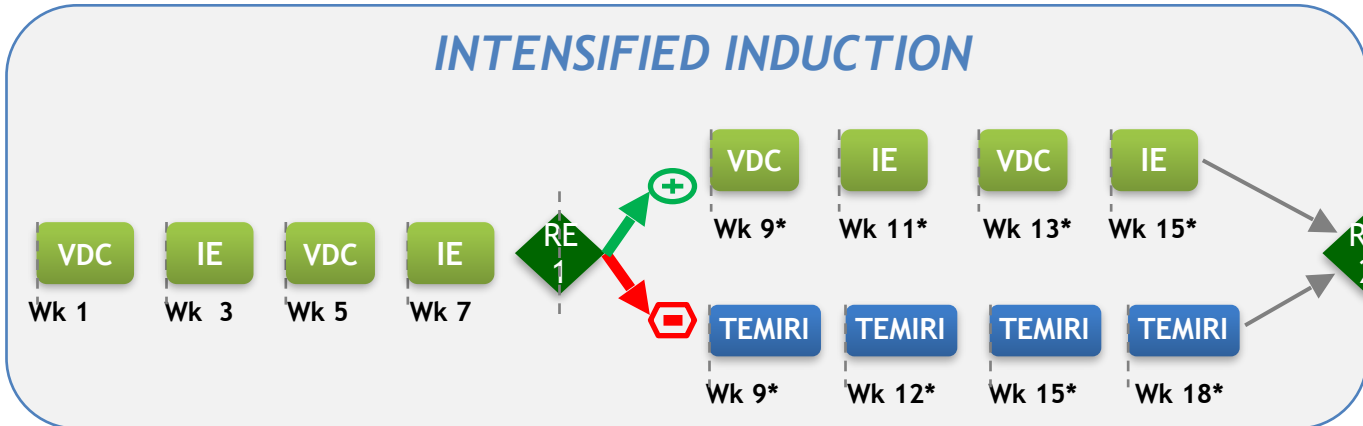 INTENSIFIED INDUCTION
VDC IE VDC IE
Wk 9* Wk 11* Wk 13* Wk 15*
VDC IE VDC IE RE
1
Wk 1 Wk 3 Wk 5 Wk 7
TEMIRI TEMIRI TEMIRI TEMIRI
Wk 9* Wk 12* Wk 15* Wk 18*